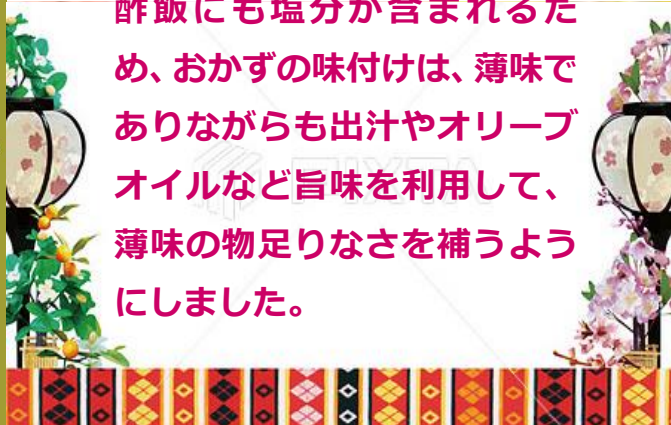 酢飯にも塩分が含まれるた
め、おかずの味付けは、薄味で
ありながらも出汁やオリーブ
オイルなど旨味を利用して、
薄味の物足りなさを補うよう
にしました。
PIXTA